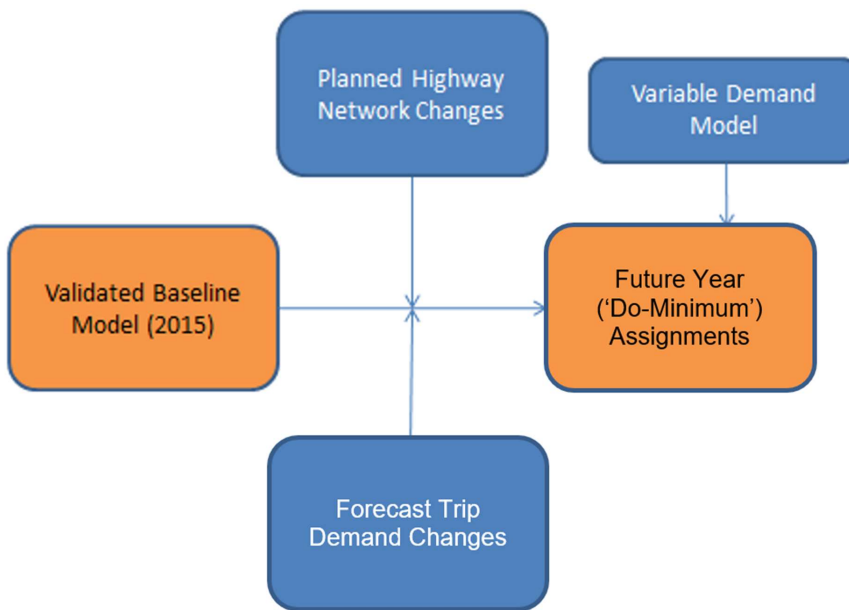 Planned Highway
Network Changes
Variable Demand
Model
Validated Baseline
Model (2015)
Future Year
(‘Do-Minimum’)
Assignments
Forecast Trip
Demand Changes